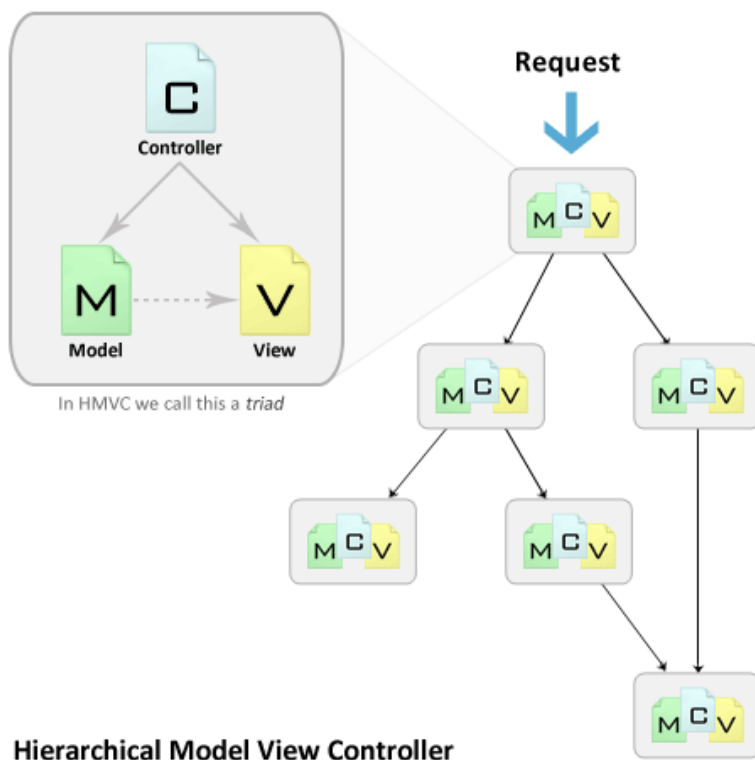 C
Controller
M
Model
V
View
In HMVC we call this a triad
Request
M C V
M C V
M C V
M C V
M C V
M C V
Hierarchical Model View Controller